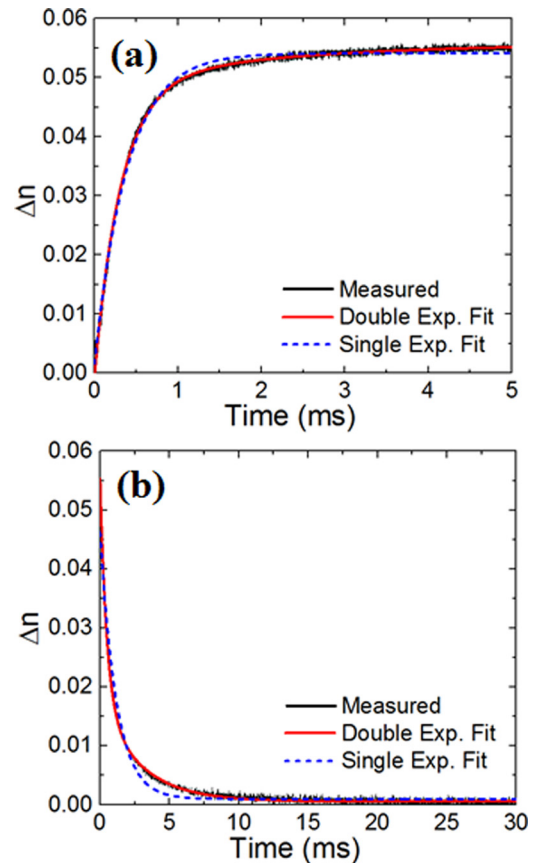 0.06
(a)
0.05
0.04
Δn
0.03
0.02
Measured
0.01
Double Exp. Fit
Single Exp. Fit
0.00
0 1 2 3 4 5
Time (ms)
0.06
(b)
0.05
0.04
Δn
0.03
0.02
Measured
0.01
Double Exp. Fit
Single Exp. Fit
0.00
0 5 10 15 20 25 30
Time (ms)